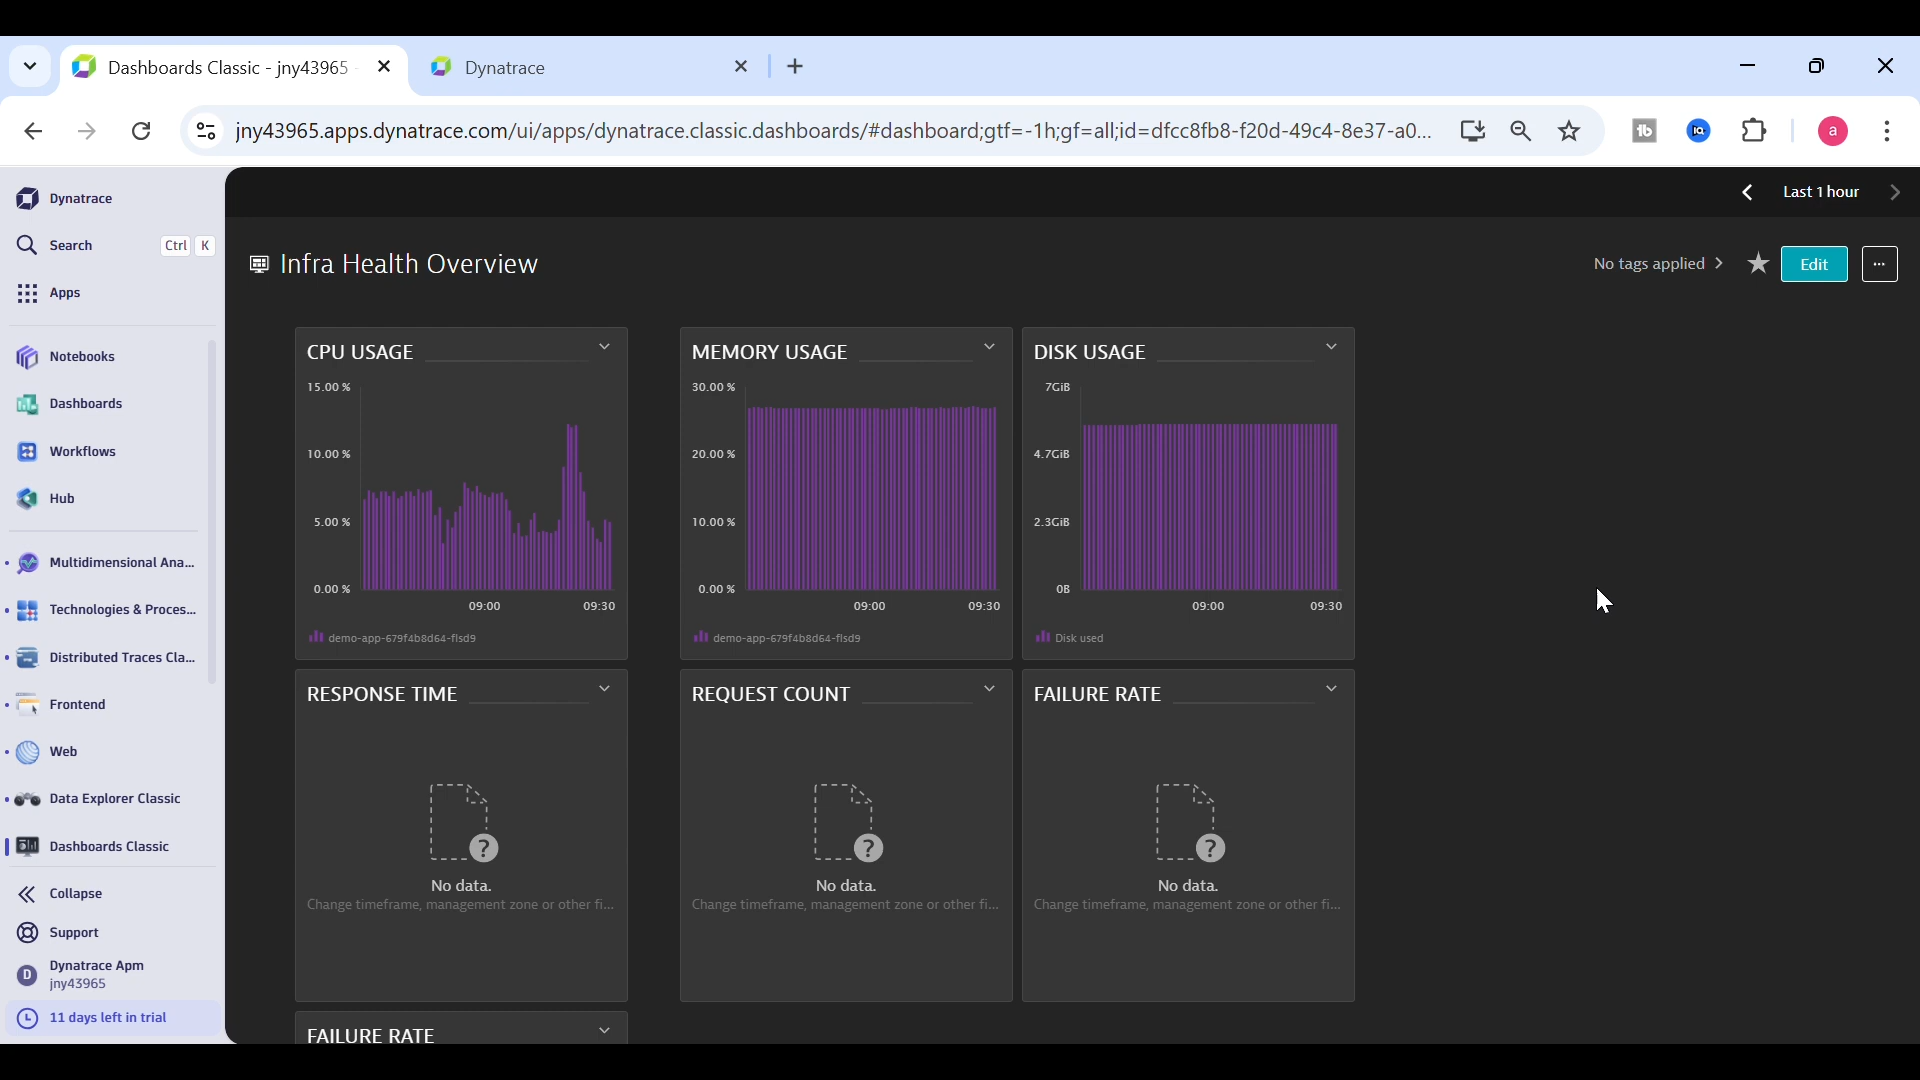 Dashboards Classic - jny43965
Dynatrace
jny43965.apps.dynatrace.com/ui/apps/dynatrace.classic.dashboards/#dashboard;gtf=-1h;gf=all;id=dfcc8fb8-f20d-49c4-8e37-a0...
a
Dynatrace
Search Ctrl K
Apps
Notebooks
Dashboards
Workflows
Hub
Multidimensional Ana...
Technologies & Proces...
Distributed Traces Cla...
Frontend
Web
Data Explorer Classic
Dashboards Classic
Collapse
Support
D
Dynatrace Apm
jny43965
11 days left in trial
Last 1 hour
Infra Health Overview
No tags applied
Edit
...
CPU USAGE
15.00 %
10.00 %
5.00 %
0.00 %
09:00 09:30
demo-app-679f4b8d64-flsd9
MEMORY USAGE
30.00 %
20.00 %
10.00 %
0.00 %
09:00 09:30
demo-app-679f4b8d64-flsd9
DISK USAGE
7GiB
4.7GiB
2.3GiB
0B
09:00 09:30
Disk used
RESPONSE TIME
?
No data.
Change timeframe, management zone or other fi...
REQUEST COUNT
?
No data.
Change timeframe, management zone or other fi...
FAILURE RATE
?
No data.
Change timeframe, management zone or other fi...
FAILURE RATE